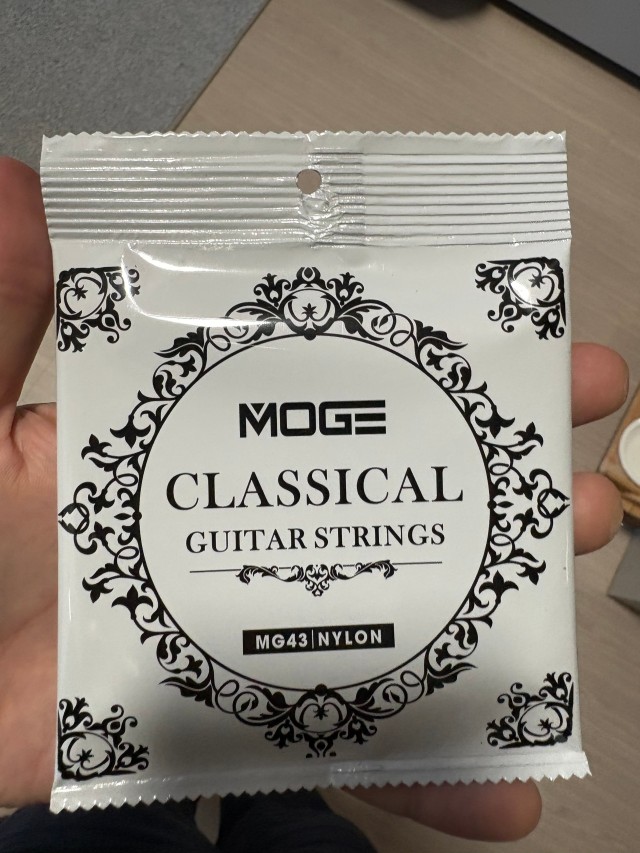 MOGE
CLASSICAL
GUITAR STRINGS
MG43|NYLON